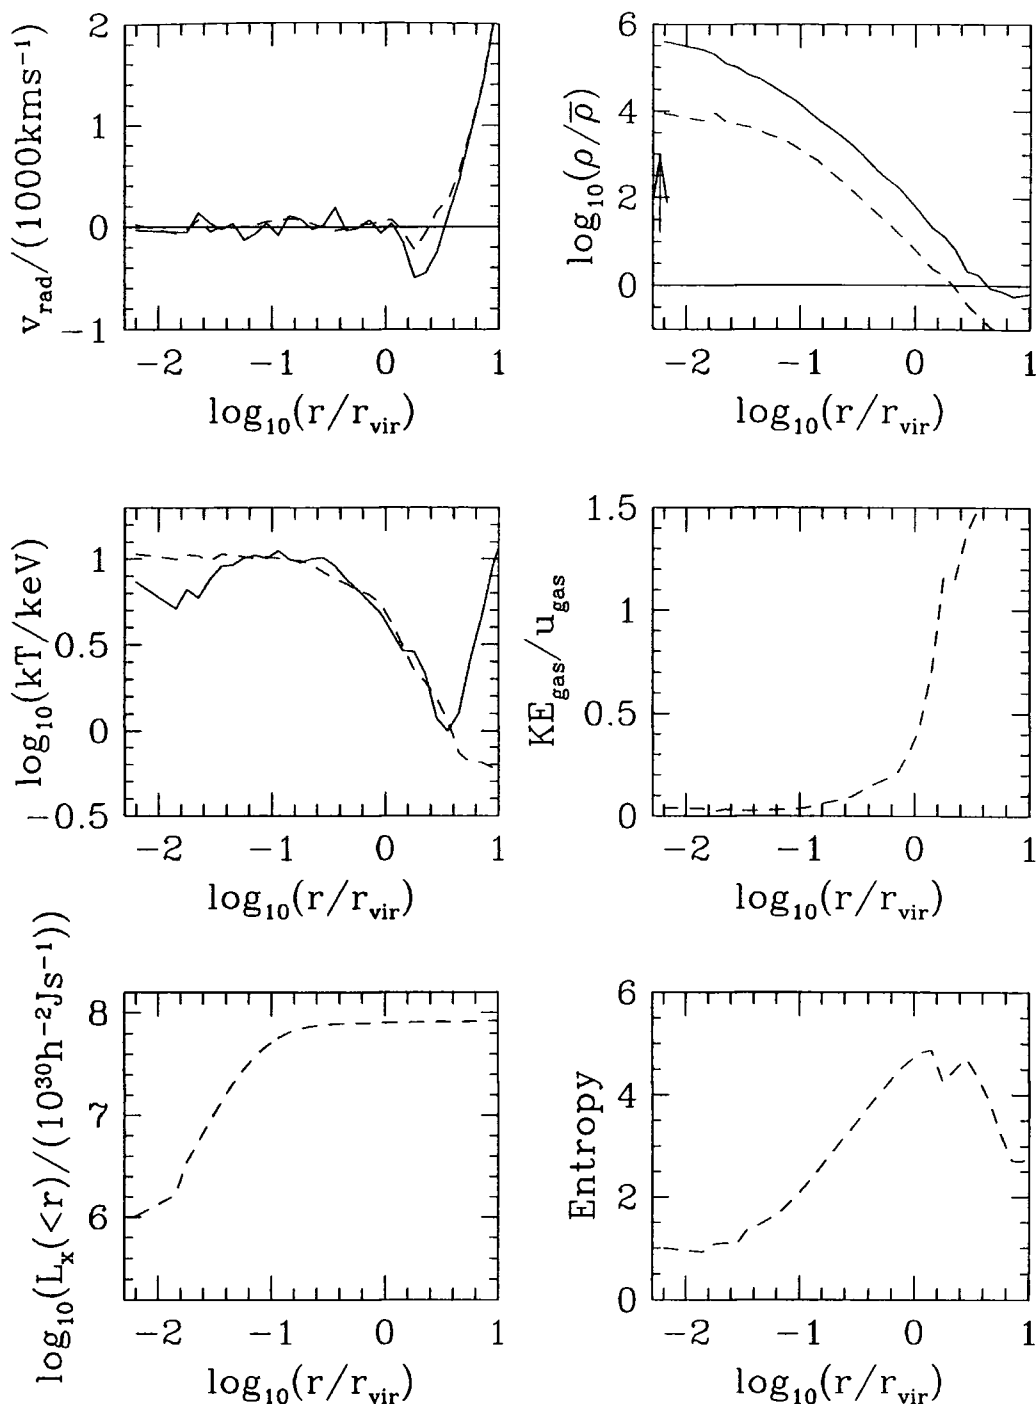 v_rad/(1000kms⁻¹)
2
1
0
−1
−2 −1 0 1
log₁₀(r/r_vir)
log₁₀(ρ/ρ̅)
6
4
2
0
−2 −1 0 1
log₁₀(r/r_vir)
log₁₀(kT/keV)
1
0.5
0
−0.5
−2 −1 0 1
log₁₀(r/r_vir)
KE_gas/u_gas
1.5
1
0.5
0
−2 −1 0 1
log₁₀(r/r_vir)
log₁₀(L_x(<r)/(10³⁰h⁻²Js⁻¹))
8
7
6
−2 −1 0 1
log₁₀(r/r_vir)
Entropy
6
4
2
0
−2 −1 0 1
log₁₀(r/r_vir)